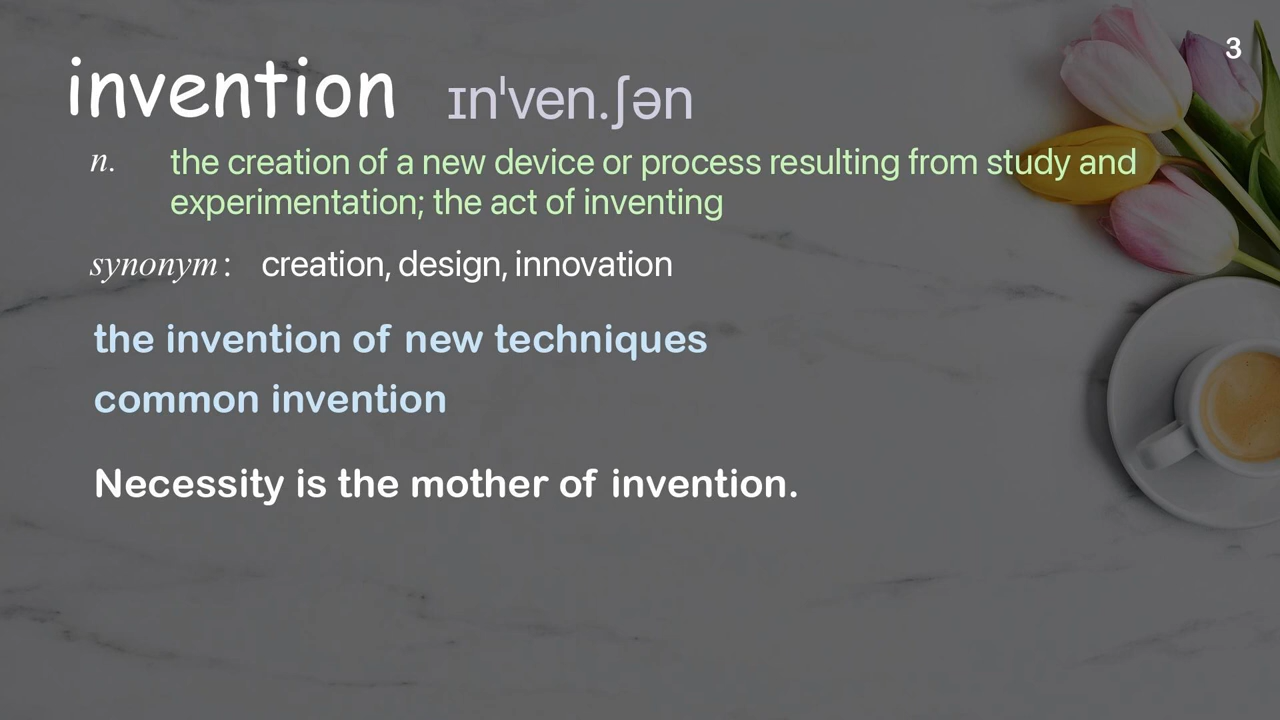 3
invention ɪnˈven.ʃən
n. the creation of a new device or process resulting from study and
experimentation; the act of inventing
synonym: creation, design, innovation
the invention of new techniques
common invention
Necessity is the mother of invention.